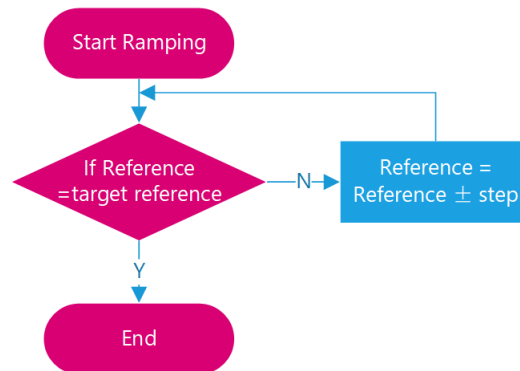 Start Ramping
If Reference
=target reference
N
Reference =
Reference ± step
Y
End